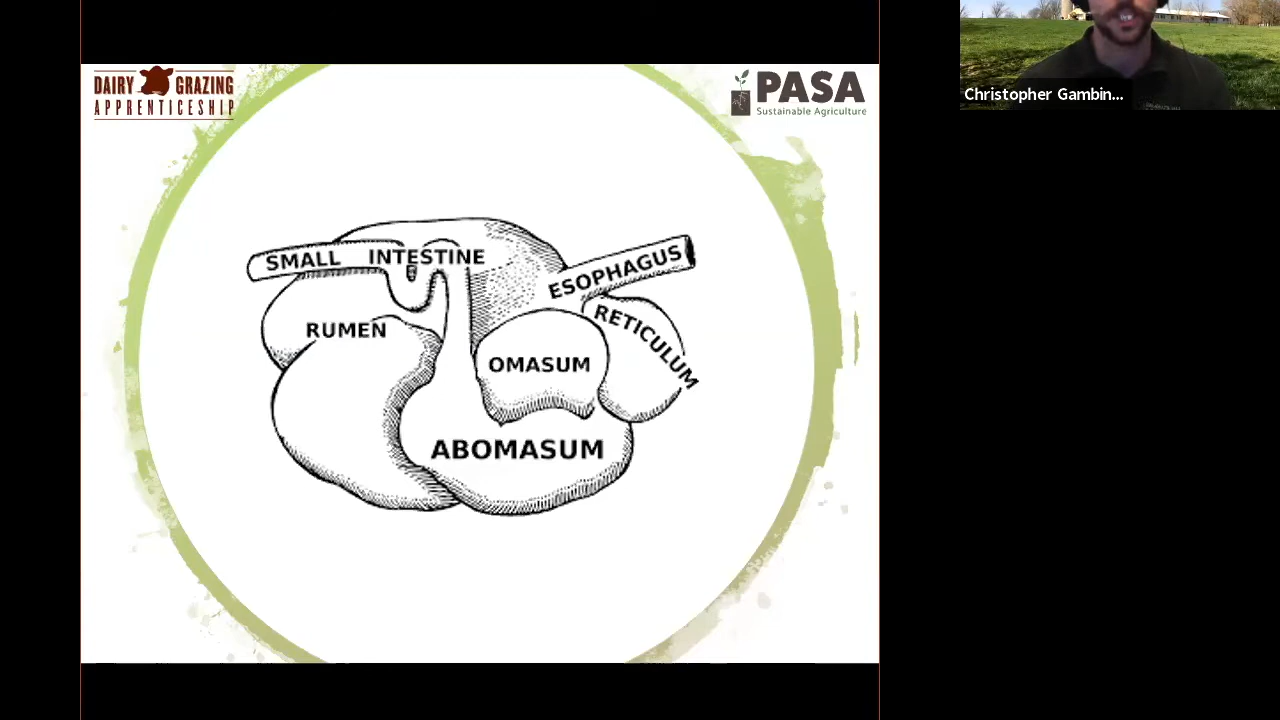 DAIRY GRAZING
APPRENTICESHIP
PASA
Sustainable Agriculture
Christopher Gambin...
SMALL INTESTINE
ESOPHAGUS
RETICULUM
RUMEN
OMASUM
ABOMASUM